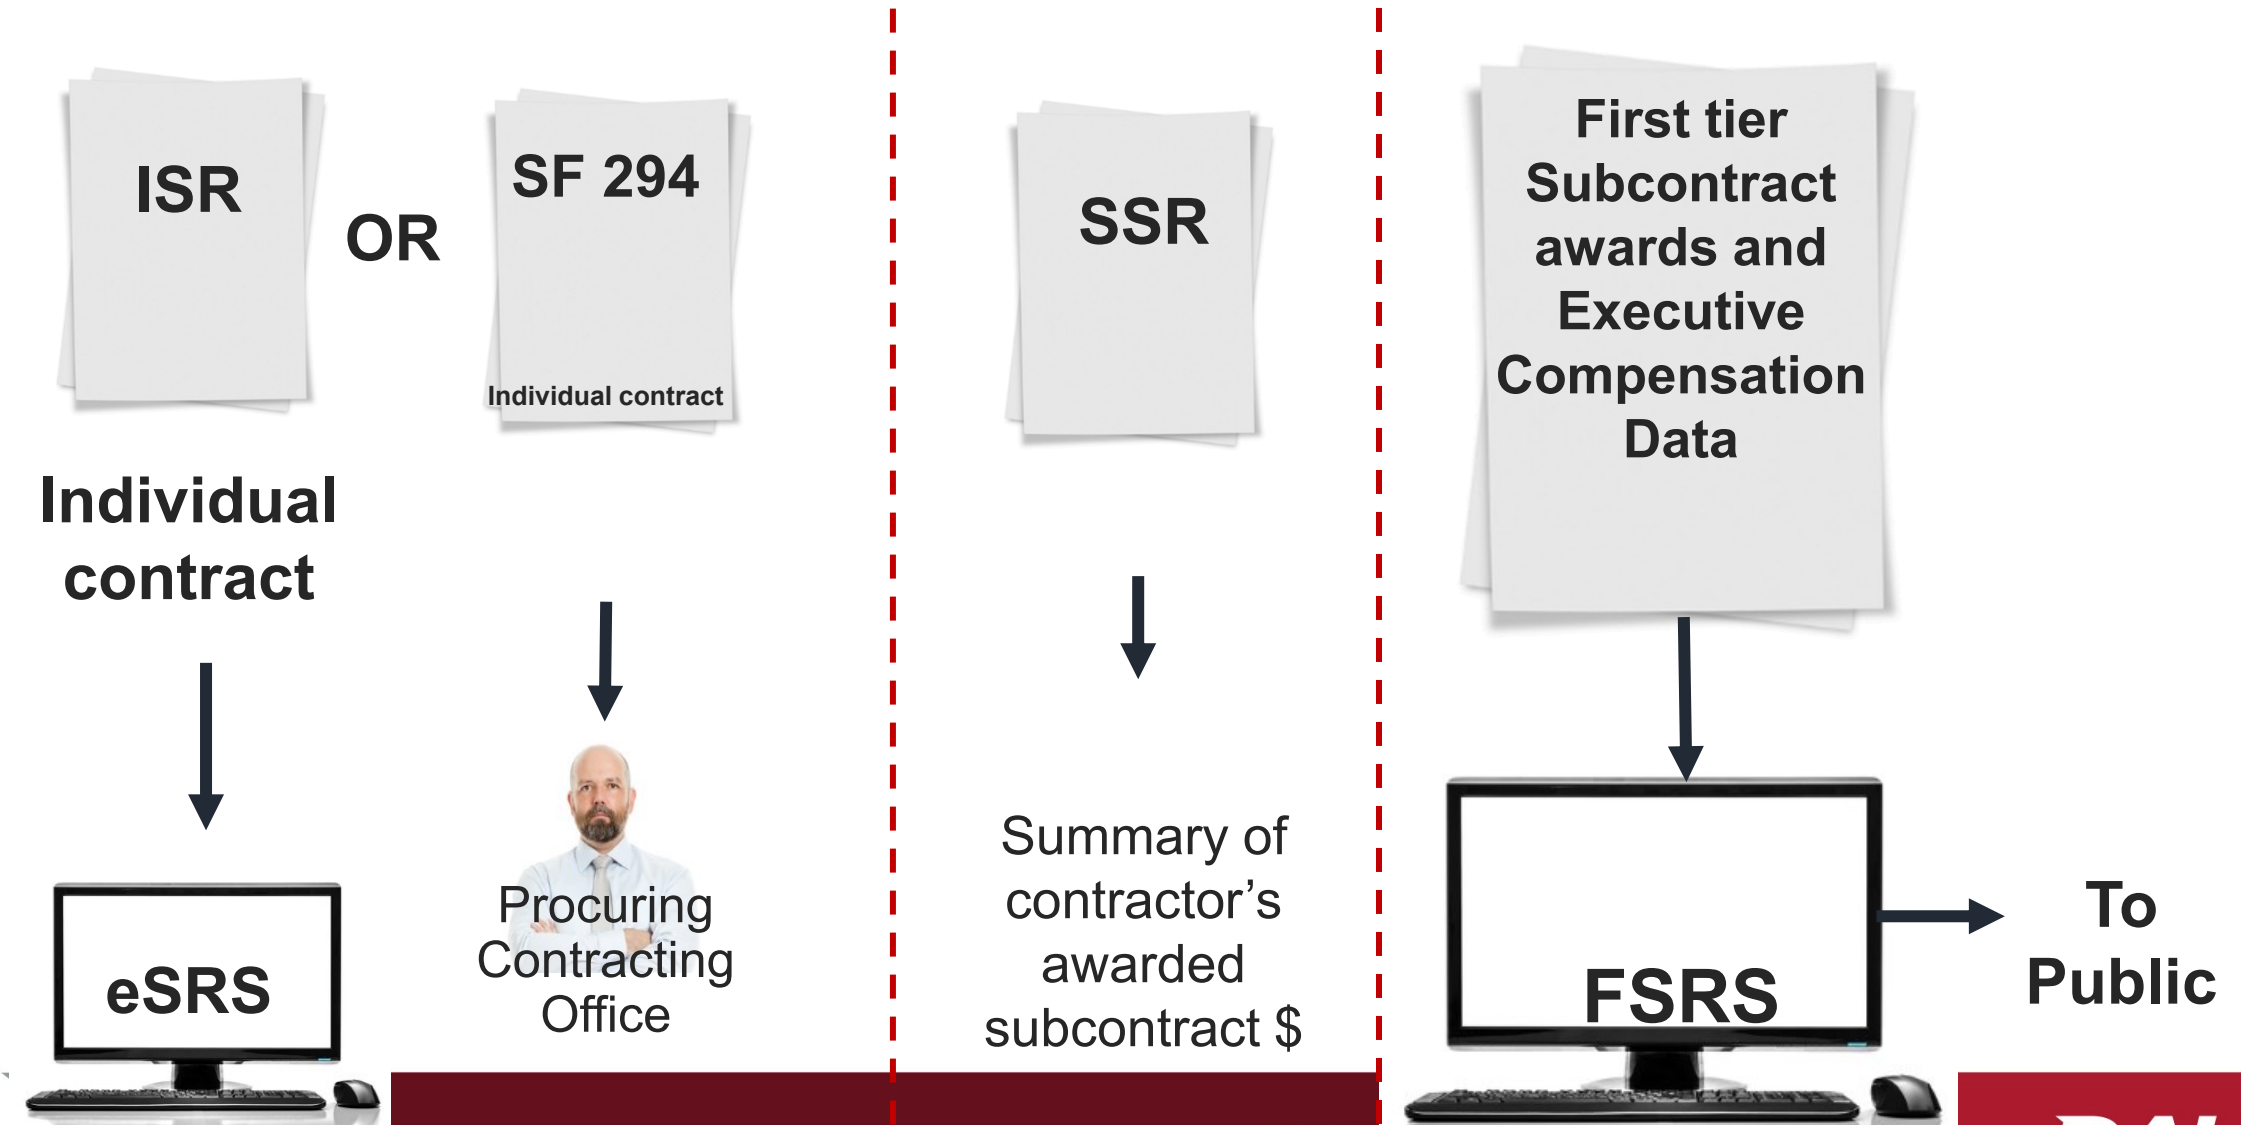 ISR
OR
SF 294
Individual contract
Individual
contract
eSRS
Procuring
Contracting
Office
SSR
Summary of
contractor’s
awarded
subcontract $
First tier
Subcontract
awards and
Executive
Compensation
Data
FSRS
To
Public